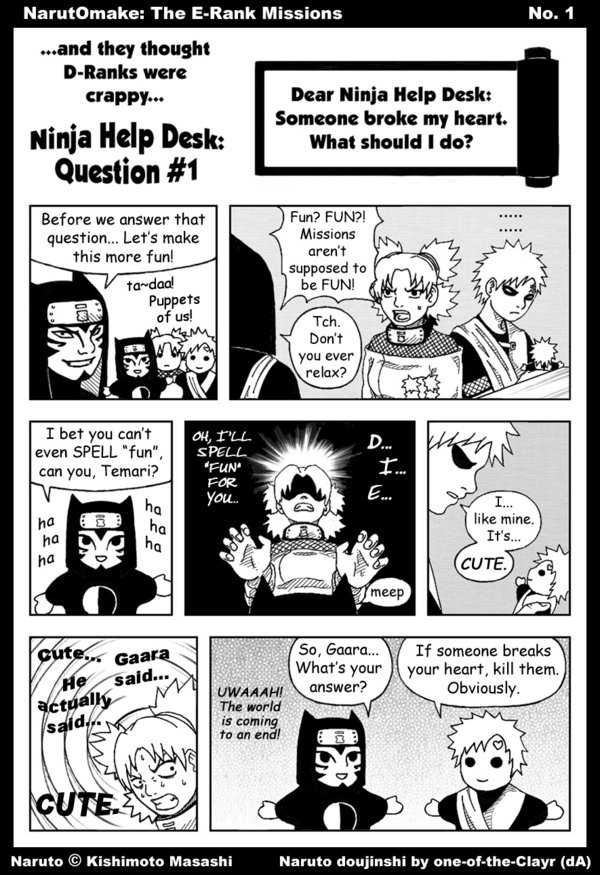 NarutOmake: The E-Rank Missions
No. 1
...and they thought
D-Ranks were
crappy...
Ninja Help Desk:
Question #1
Dear Ninja Help Desk:
Someone broke my heart.
What should I do?
Before we answer that
question... Let's make
this more fun!
ta~daa!
Puppets
of us!
Fun? FUN?!
Missions
aren't
supposed to
be FUN!
Tch.
Don't
you ever
relax?
.....
.....
I bet you can't
even SPELL "fun",
can you, Temari?
ha
ha
ha
ha
ha
ha
OH, I'LL
SPELL
"FUN"
FOR
YOU...
D...
I...
E...
meep
I...
like mine.
It's...
CUTE.
Cute...
Gaara
said...
He
actually
said...
CUTE.
UWAAAH!
The world
is coming
to an end!
So, Gaara...
What's your
answer?
If someone breaks
your heart, kill them.
Obviously.
Naruto © Kishimoto Masashi
Naruto doujinshi by one-of-the-Clayr (dA)